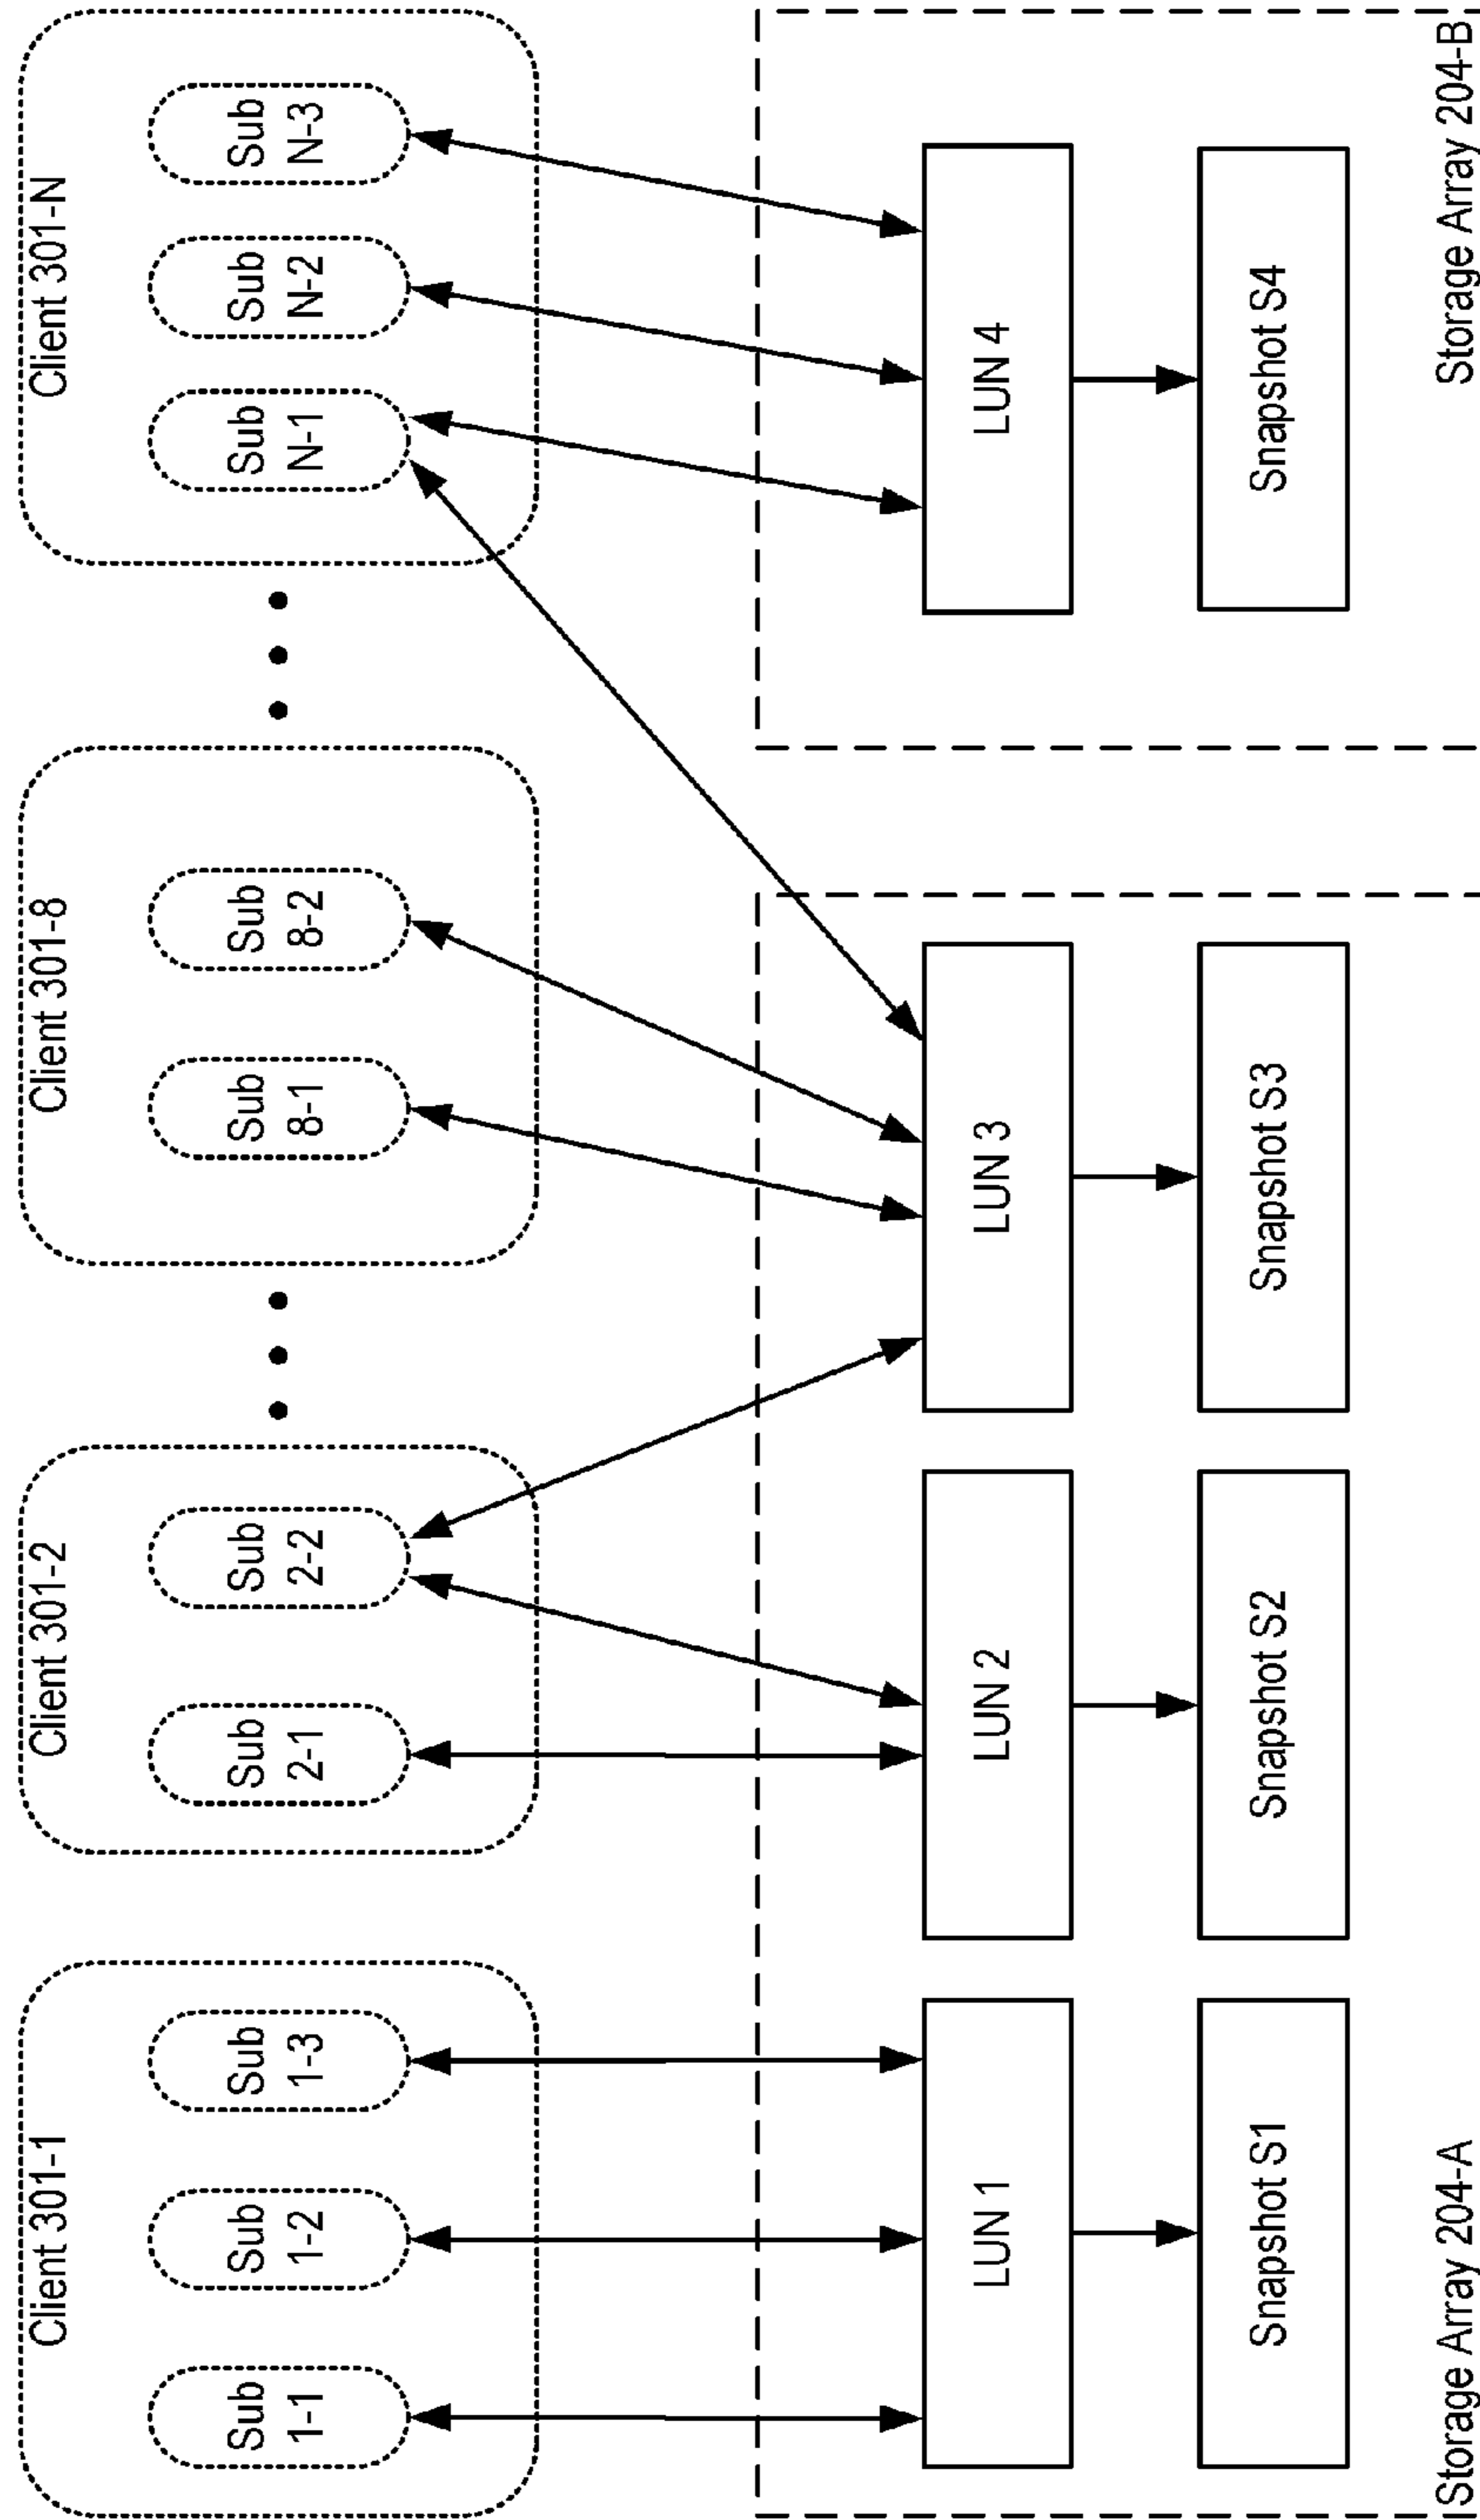 Client 301-1
Sub
1-1
Sub
1-2
Sub
1-3
Client 301-2
Sub
2-1
Sub
2-2
Client 301-8
Sub
8-1
Sub
8-2
Client 301-N
Sub
N-1
Sub
N-2
Sub
N-3
LUN 1
LUN 2
LUN 3
LUN 4
Snapshot S1
Snapshot S2
Snapshot S3
Snapshot S4
Storage Array 204-A
Storage Array 204-B